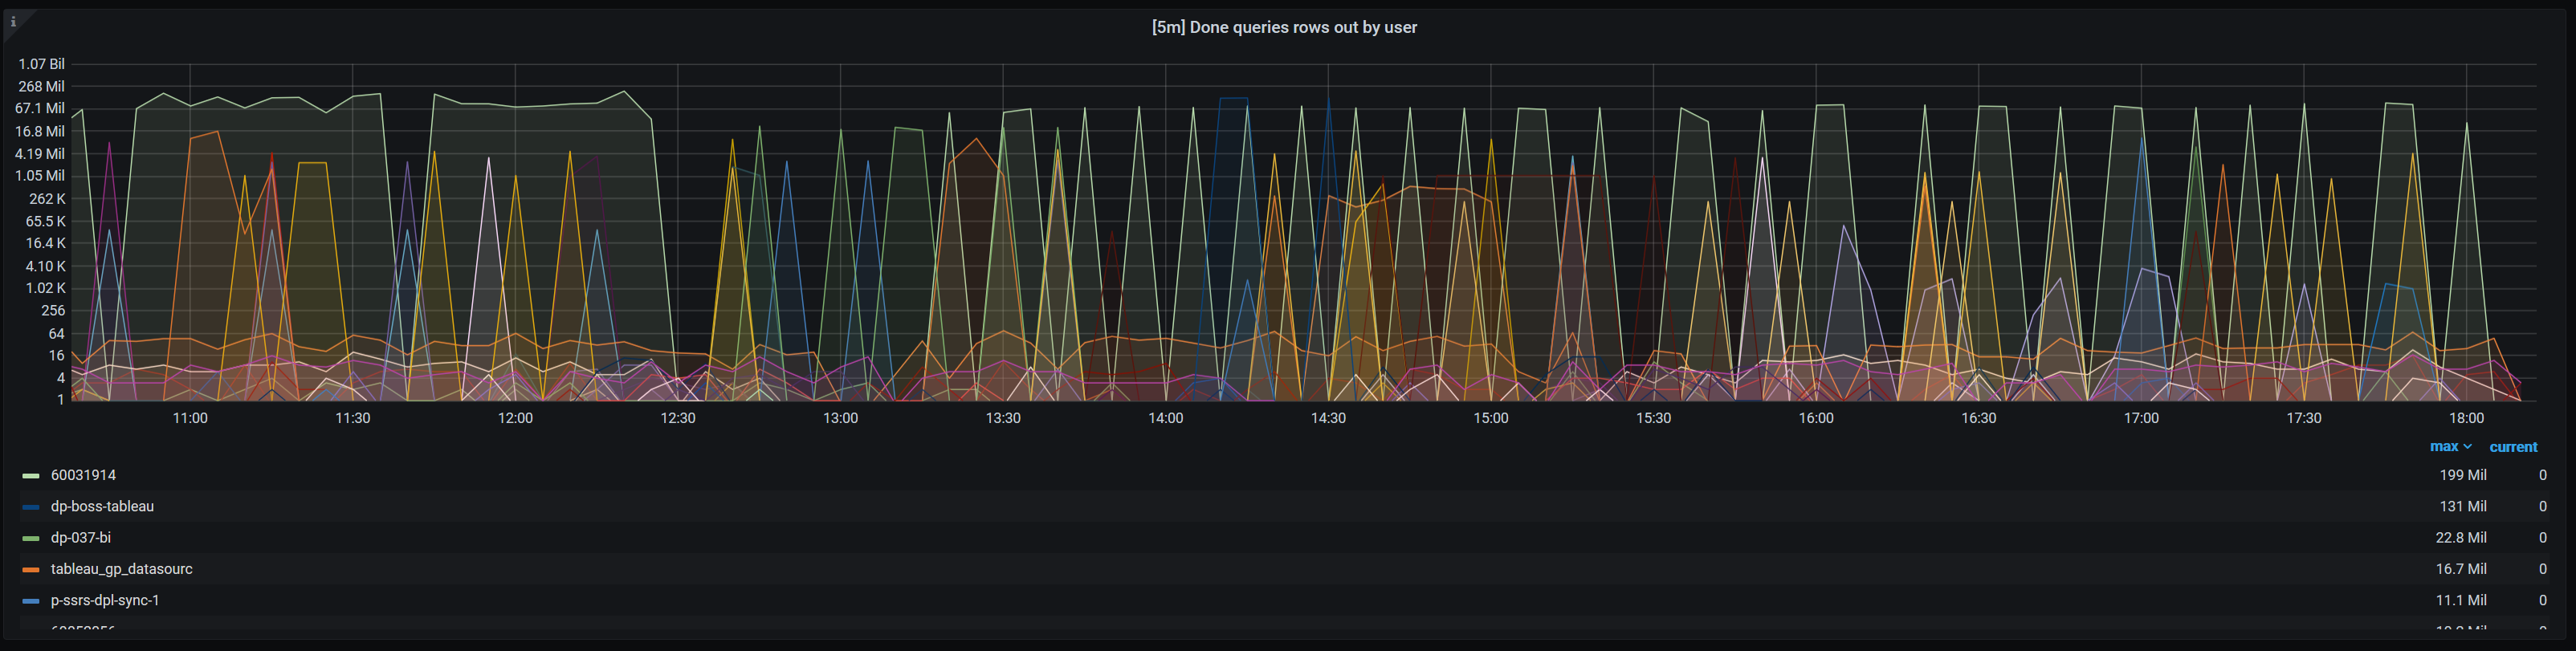 i
[5m] Done queries rows out by user
1.07 Bil
268 Mil
67.1 Mil
16.8 Mil
4.19 Mil
1.05 Mil
262 K
65.5 K
16.4 K
4.10 K
1.02 K
256
64
16
4
1
11:00 11:30 12:00 12:30 13:00 13:30 14:00 14:30 15:00 15:30 16:00 16:30 17:00 17:30 18:00
max current
60031914 199 Mil 0
dp-boss-tableau 131 Mil 0
dp-037-bi 22.8 Mil 0
tableau_gp_datasourc 16.7 Mil 0
p-ssrs-dpl-sync-1 11.1 Mil 0